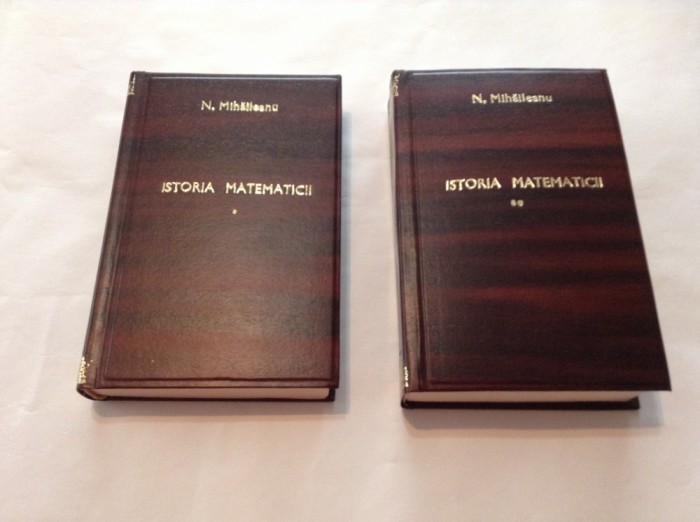 N. Mihăileanu
ISTORIA MATEMATICII
*
N. Mihăileanu
ISTORIA MATEMATICII
**